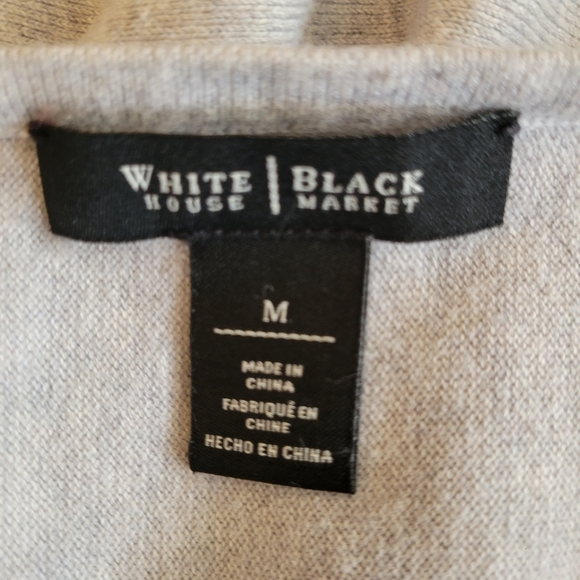 WHITE | BLACK
HOUSE | MARKET
M
MADE IN
CHINA
FABRIQUÉ EN
CHINE
HECHO EN CHINA